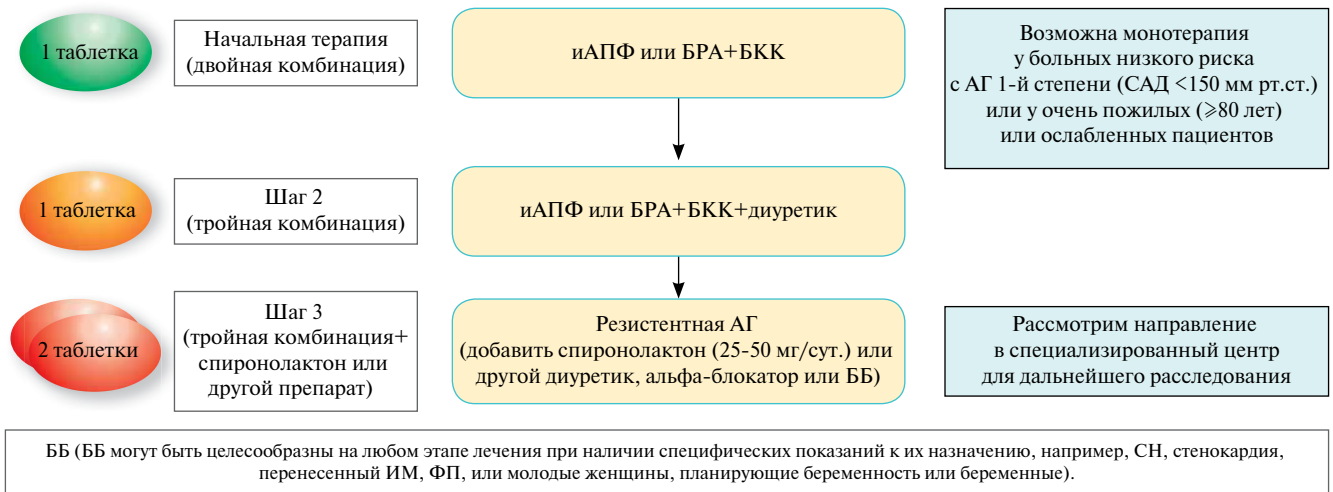 1 таблетка
Начальная терапия
(двойная комбинация)
иАПФ или БРА+БКК
Возможна монотерапия
у больных низкого риска
с АГ 1-й степени (САД <150 мм рт.ст.)
или у очень пожилых (⩾80 лет)
или ослабленных пациентов
1 таблетка
Шаг 2
(тройная комбинация)
иАПФ или БРА+БКК+диуретик
2 таблетки
Шаг 3
(тройная комбинация+
спиронолактон или
другой препарат)
Резистентная АГ
(добавить спиронолактон (25-50 мг/сут.) или
другой диуретик, альфа-блокатор или ББ)
Рассмотрим направление
в специализированный центр
для дальнейшего расследования
ББ (ББ могут быть целесообразны на любом этапе лечения при наличии специфических показаний к их назначению, например, СН, стенокардия,
перенесенный ИМ, ФП, или молодые женщины, планирующие беременность или беременные).